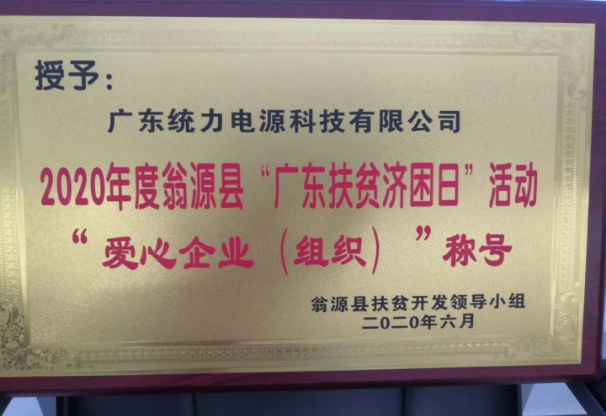 授予：
广东统力电源科技有限公司
2020年度翁源县“广东扶贫济困日”活动
“爱心企业（组织）”称号
翁源县扶贫开发领导小组
二〇二〇年六月